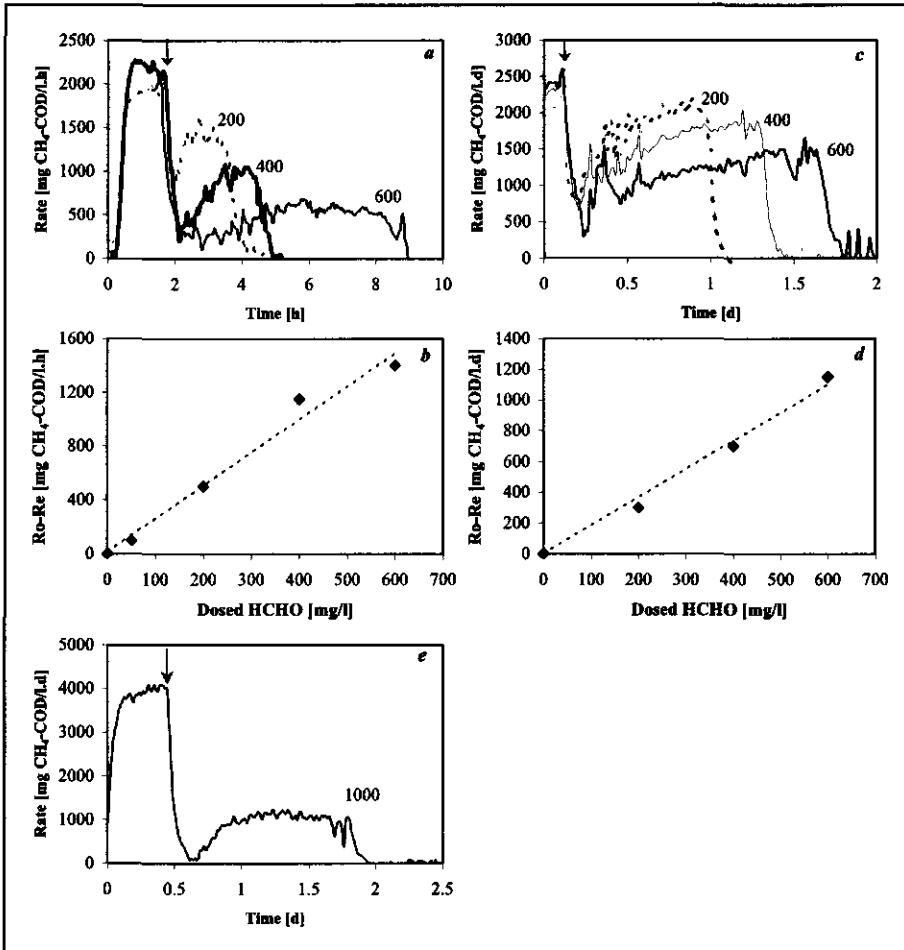 a
Rate [mg CH₄-COD/l.h]
2500
2000
1500
1000
500
0
200
400
600
0 2 4 6 8 10
Time [h]
c
Rate [mg CH₄-COD/l.d]
3000
2500
2000
1500
1000
500
0
200
400
600
0 0.5 1 1.5 2
Time [d]
b
Ro-Re [mg CH₄-COD/l.h]
1600
1200
800
400
0
0 100 200 300 400 500 600 700
Dosed HCHO [mg/l]
d
Ro-Re [mg CH₄-COD/l.d]
1400
1200
1000
800
600
400
200
0
0 100 200 300 400 500 600 700
Dosed HCHO [mg/l]
e
Rate [mg CH₄-COD/l.d]
5000
4000
3000
2000
1000
0
1000
0 0.5 1 1.5 2 2.5
Time [d]